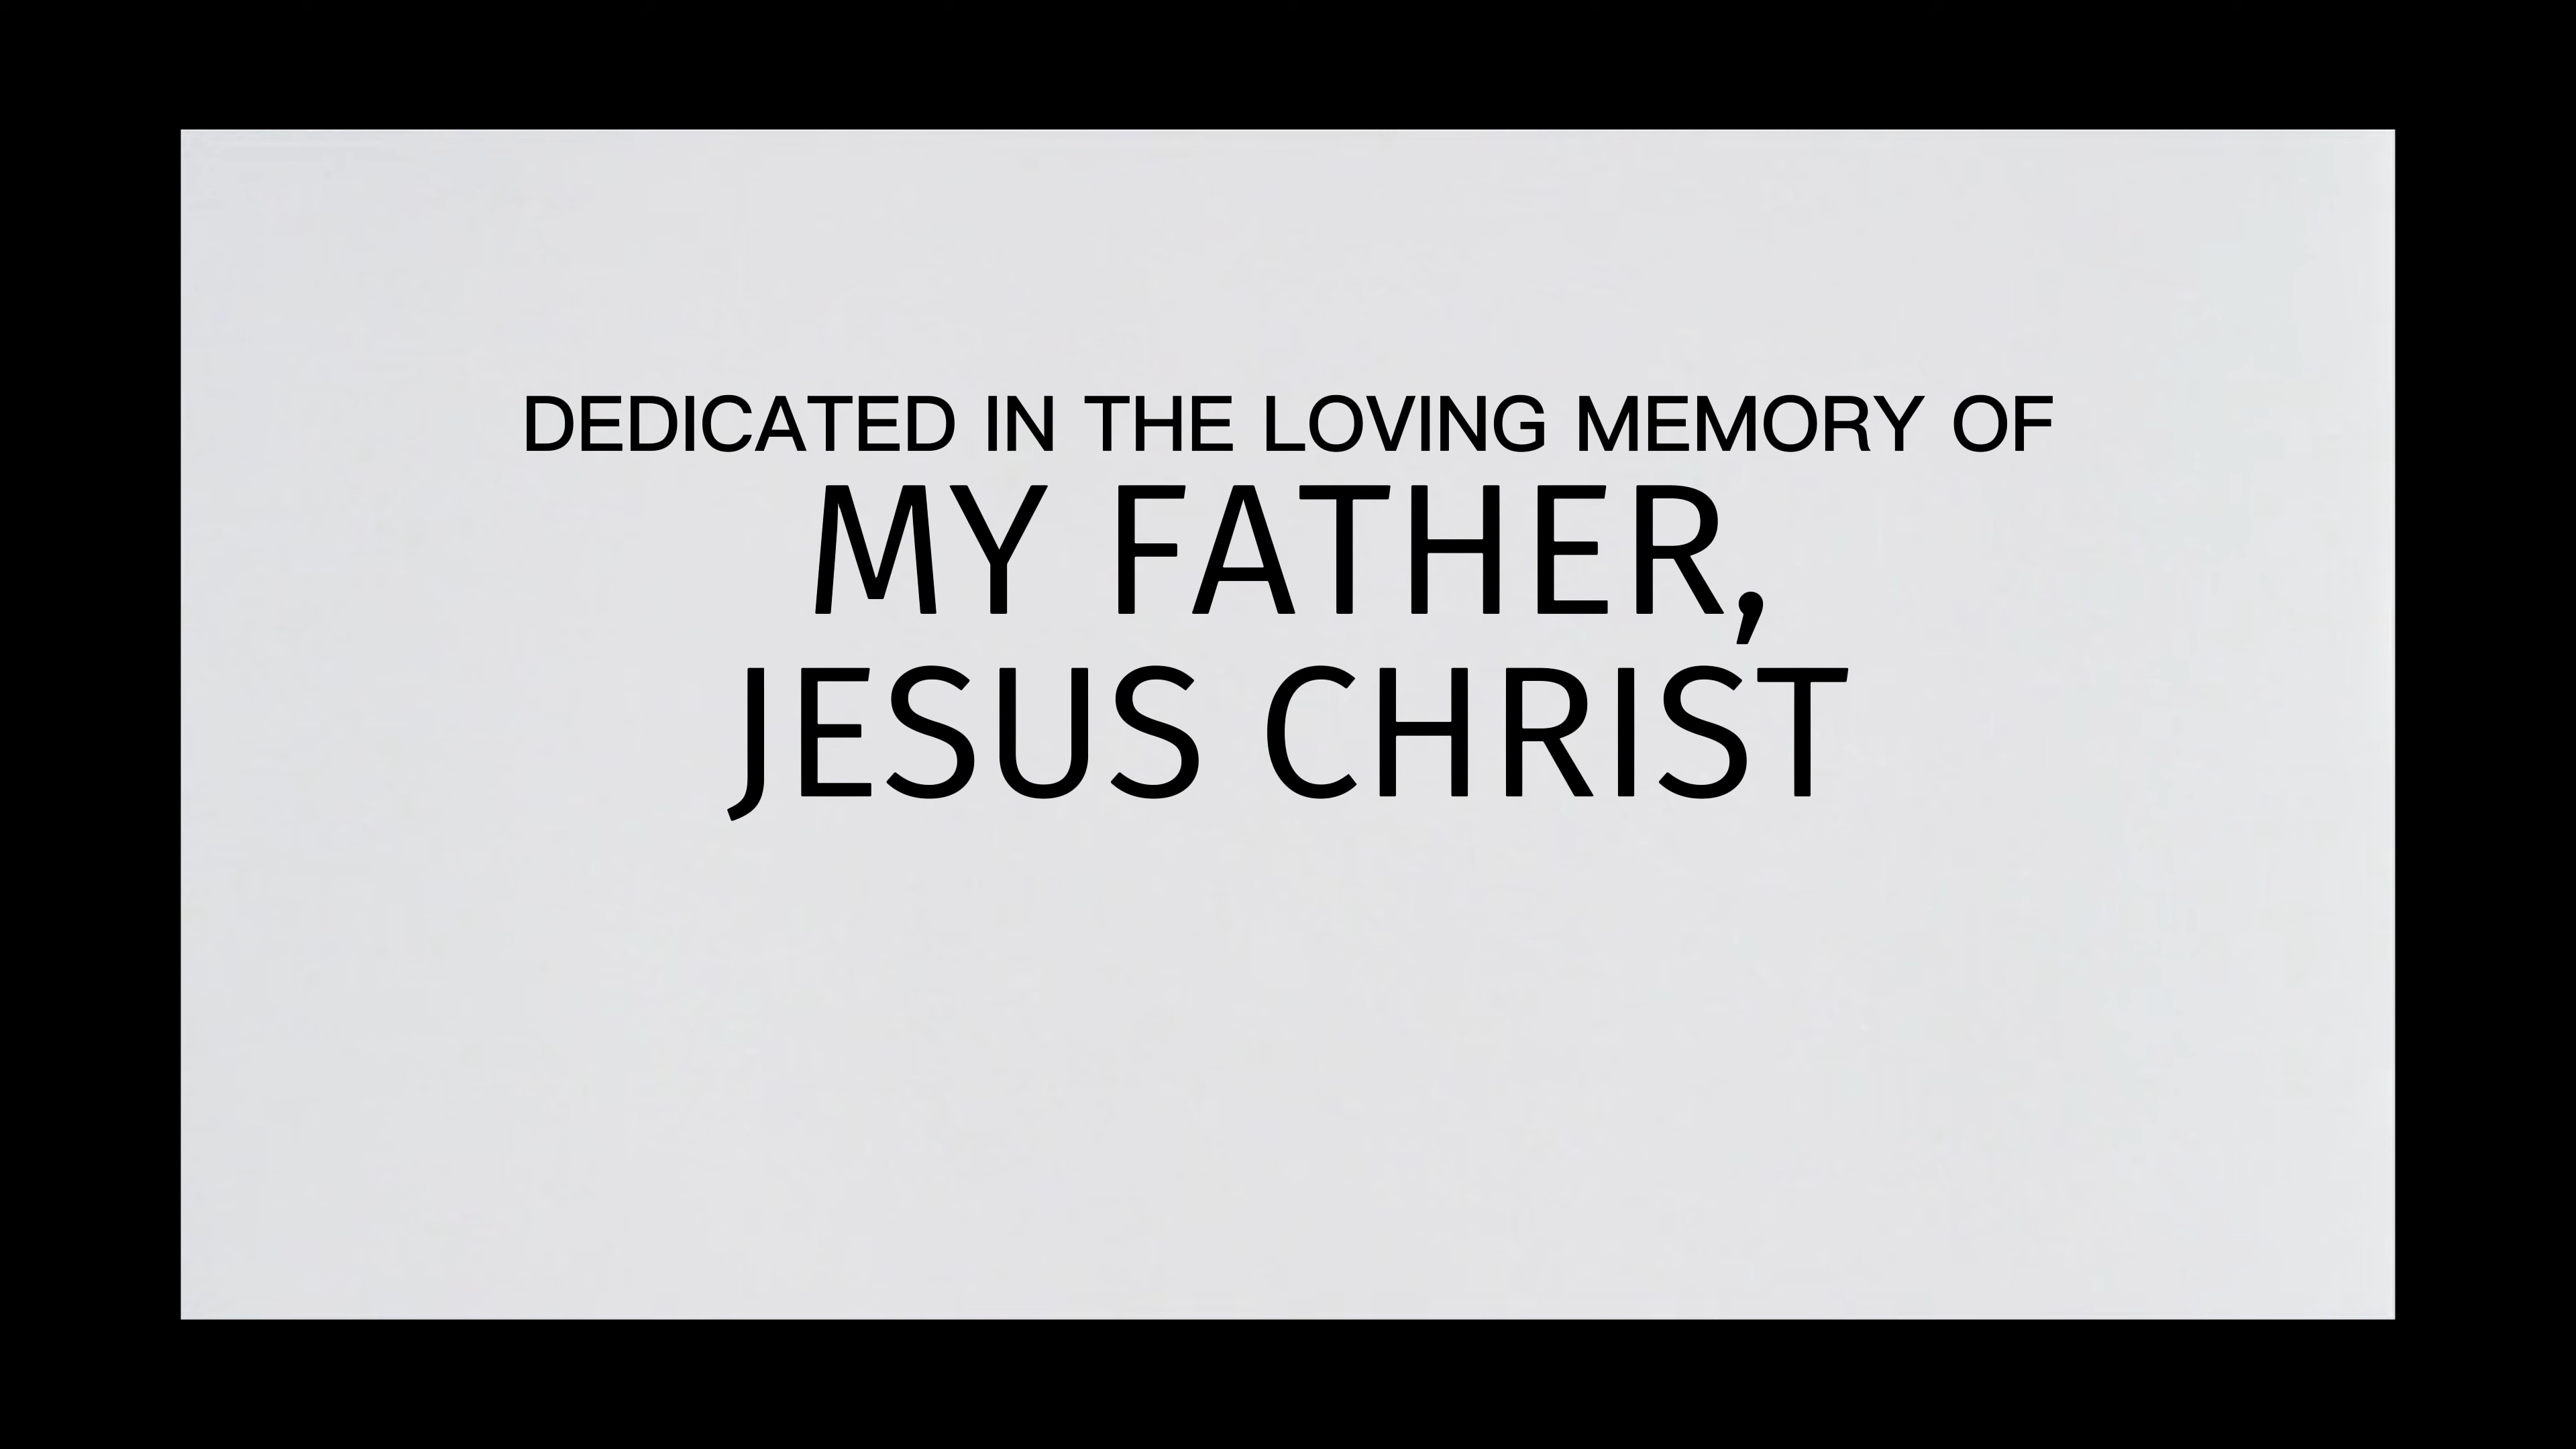 DEDICATED IN THE LOVING MEMORY OF
MY FATHER,
JESUS CHRIST